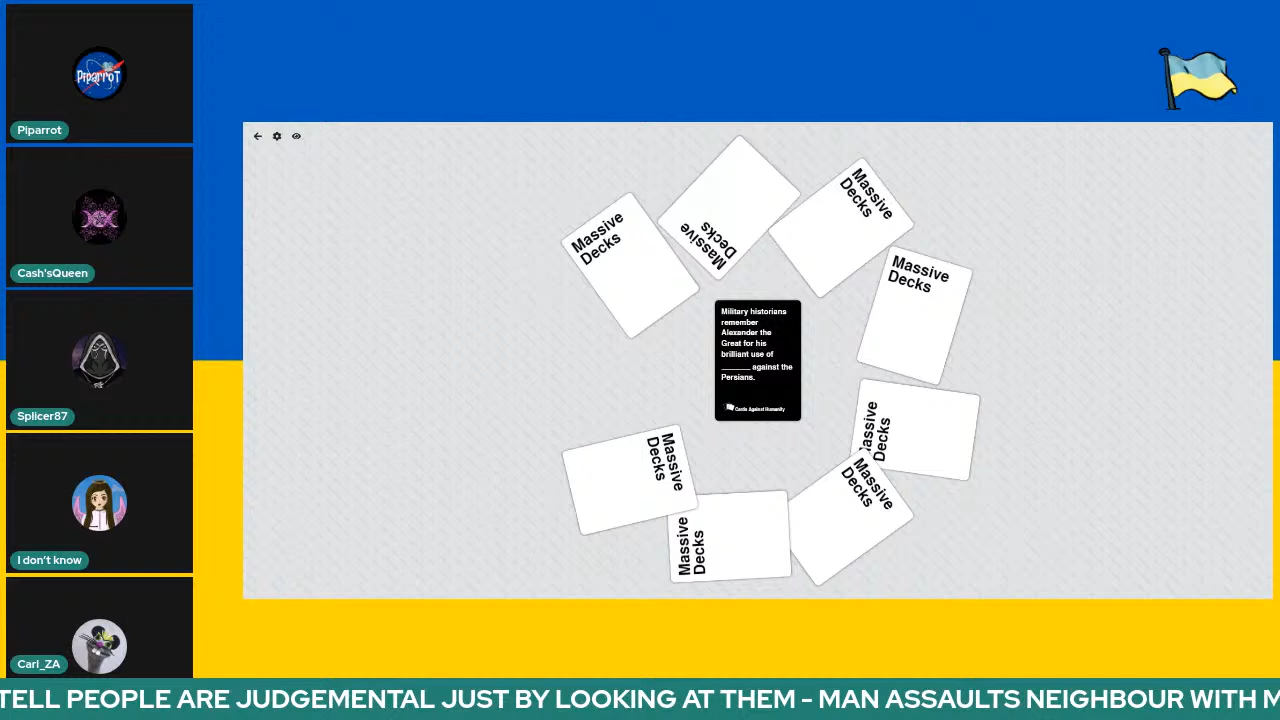 PiparroT
Piparrot
Cash'sQueen
Splicer87
I don't know
Carl_ZA
Massive
Decks
Massive
Decks
Massive
Decks
Massive
Decks
Massive
Decks
Massive
Decks
Massive
Decks
Massive
Decks
Military historians
remember
Alexander the
Great for his
brilliant use of
_______ against the
Persians.
Cards Against Humanity
TELL PEOPLE ARE JUDGEMENTAL JUST BY LOOKING AT THEM - MAN ASSAULTS NEIGHBOUR WITH M